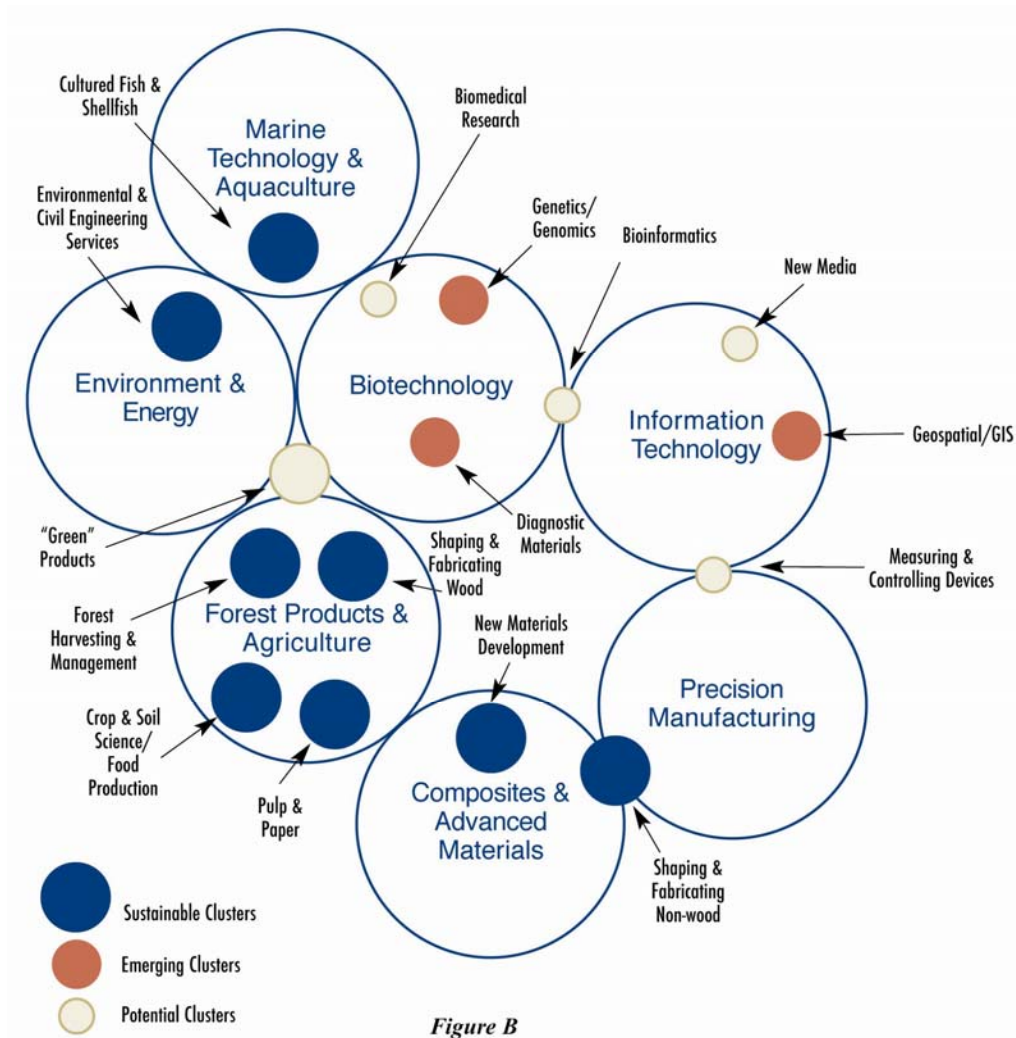 Cultured Fish &
Shellfish
Biomedical
Research
Marine
Technology &
Aquaculture
Environmental &
Civil Engineering
Services
Genetics/
Genomics
Bioinformatics
New Media
Environment &
Energy
Biotechnology
Information
Technology
Geospatial/GIS
"Green"
Products
Diagnostic
Materials
Shaping &
Fabricating
Wood
Measuring &
Controlling Devices
Forest
Harvesting &
Management
Forest Products &
Agriculture
New Materials
Development
Precision
Manufacturing
Crop & Soil
Science/
Food
Production
Pulp &
Paper
Composites &
Advanced
Materials
Shaping &
Fabricating
Non-wood
Sustainable Clusters
Emerging Clusters
Potential Clusters
Figure B